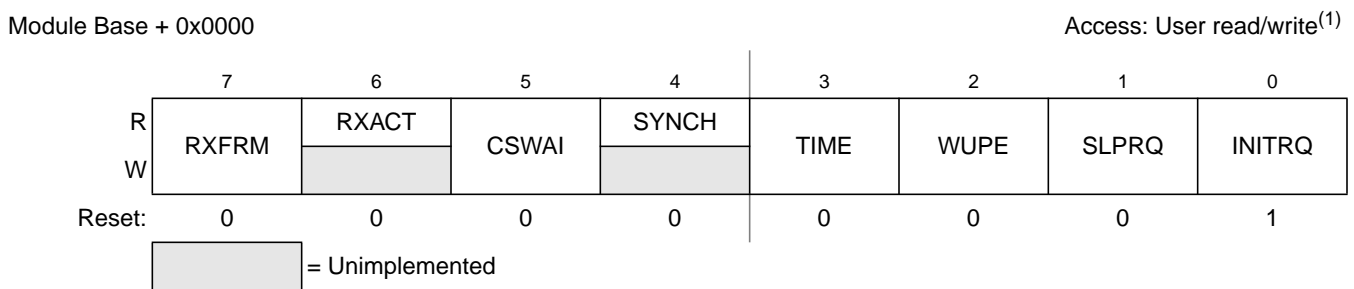 Module Base + 0x0000 Access: User read/write(1)
7 6 5 4 3 2 1 0
R RXFRM RXACT CSWAI SYNCH TIME WUPE SLPRQ INITRQ
W
Reset: 0 0 0 0 0 0 0 1
= Unimplemented